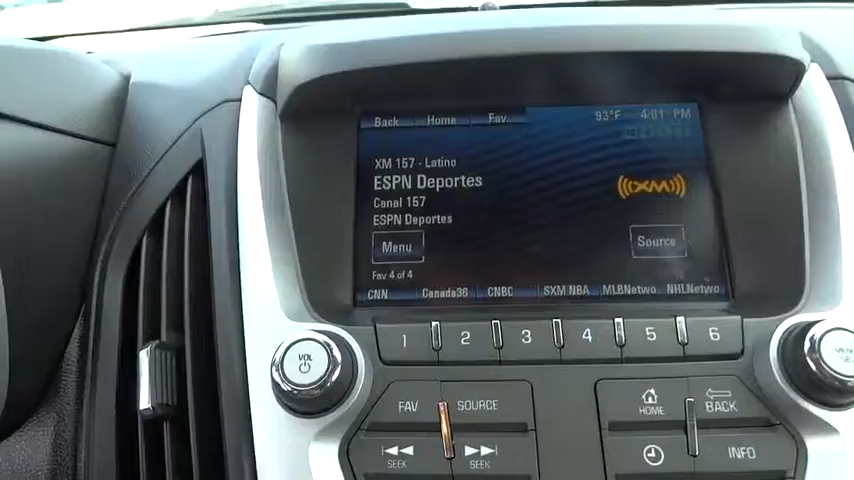 Back Home Fav 93°F 4:01 PM
XM 157 - Latino
ESPN Deportes
Canal 157
ESPN Deportes
XM
Menu Source
Fav 4 of 4
CNN Canada36 CNBC SXM NBA MLBNetwo NHLNetwo
1 2 3 4 5 6
VOL
FAV SOURCE
HOME BACK
SEEK SEEK
INFO
MENU